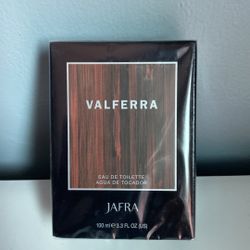 VALFERRA
EAU DE TOILETTE
AGUA DE TOCADOR
JAFRA
100 ml ℮ 3.3 FL OZ (US)